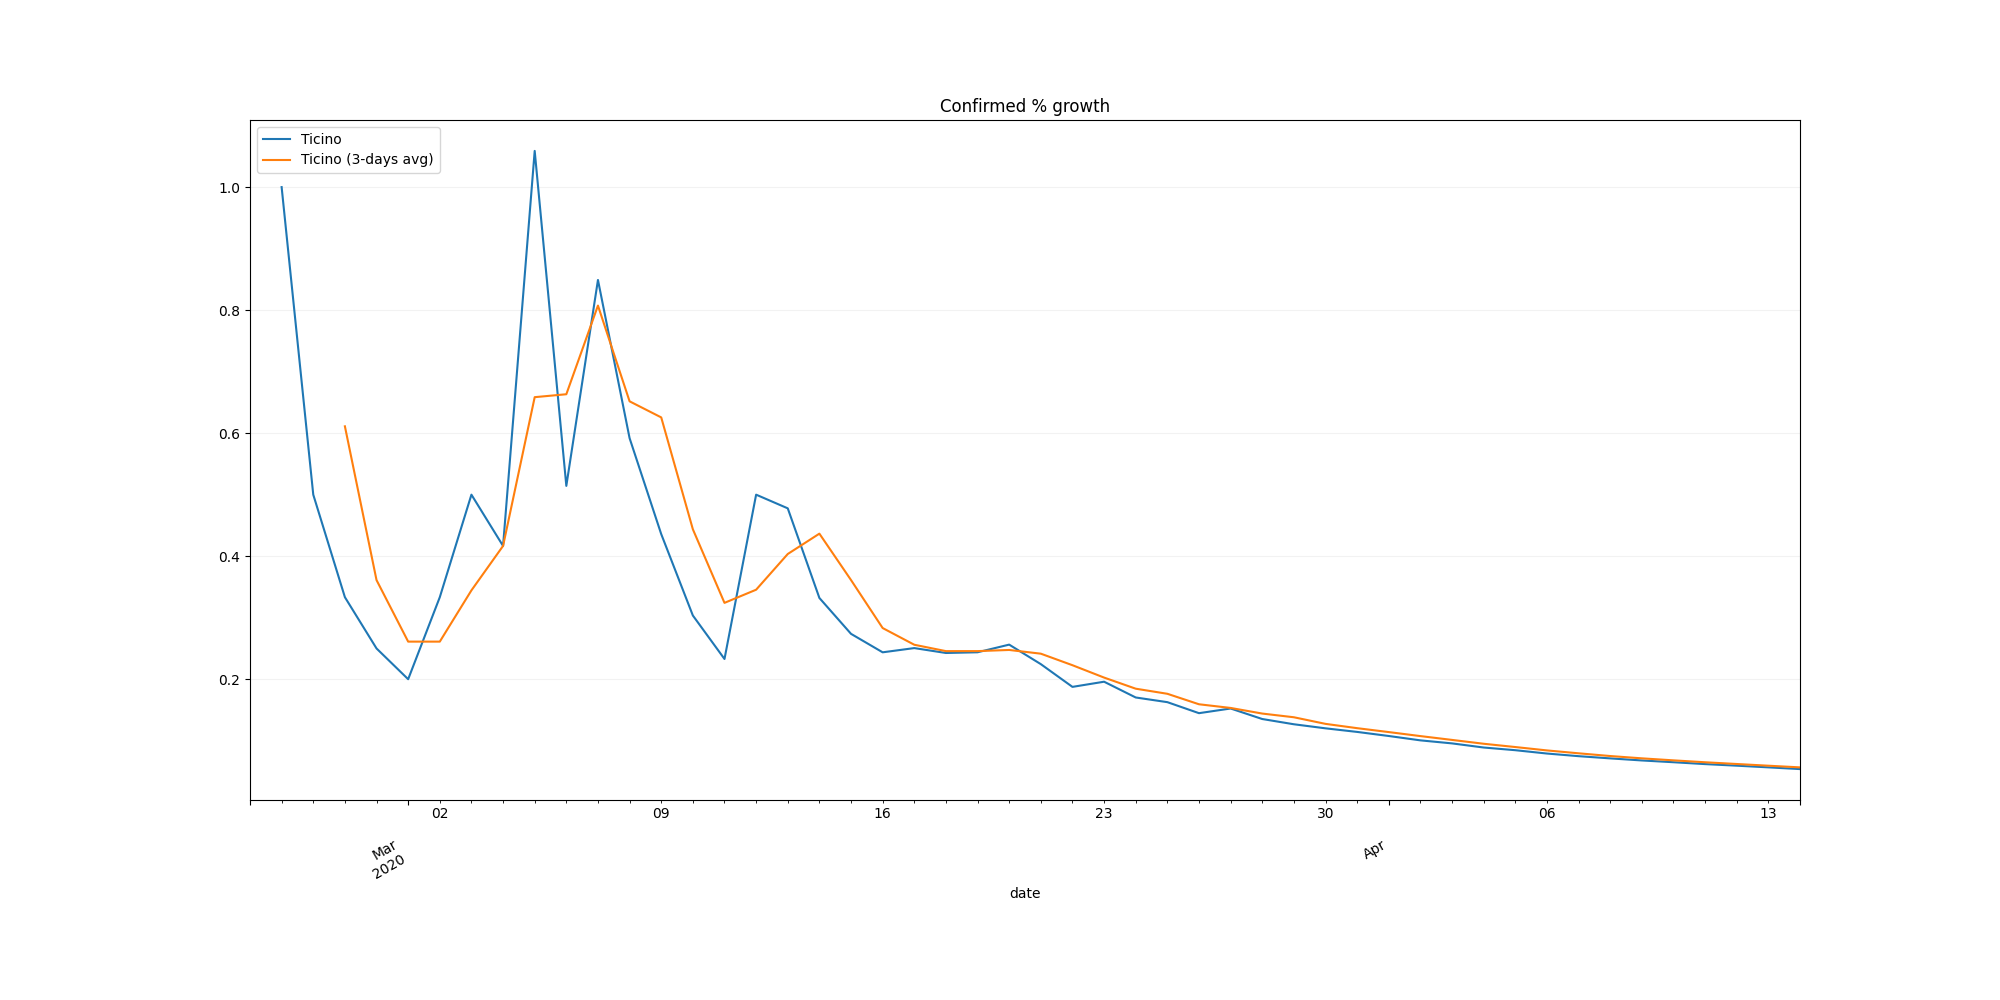 Confirmed % growth
Ticino
Ticino (3-days avg)
1.0
0.8
0.6
0.4
0.2
02
09
16
23
30
06
13
Mar
2020
Apr
date